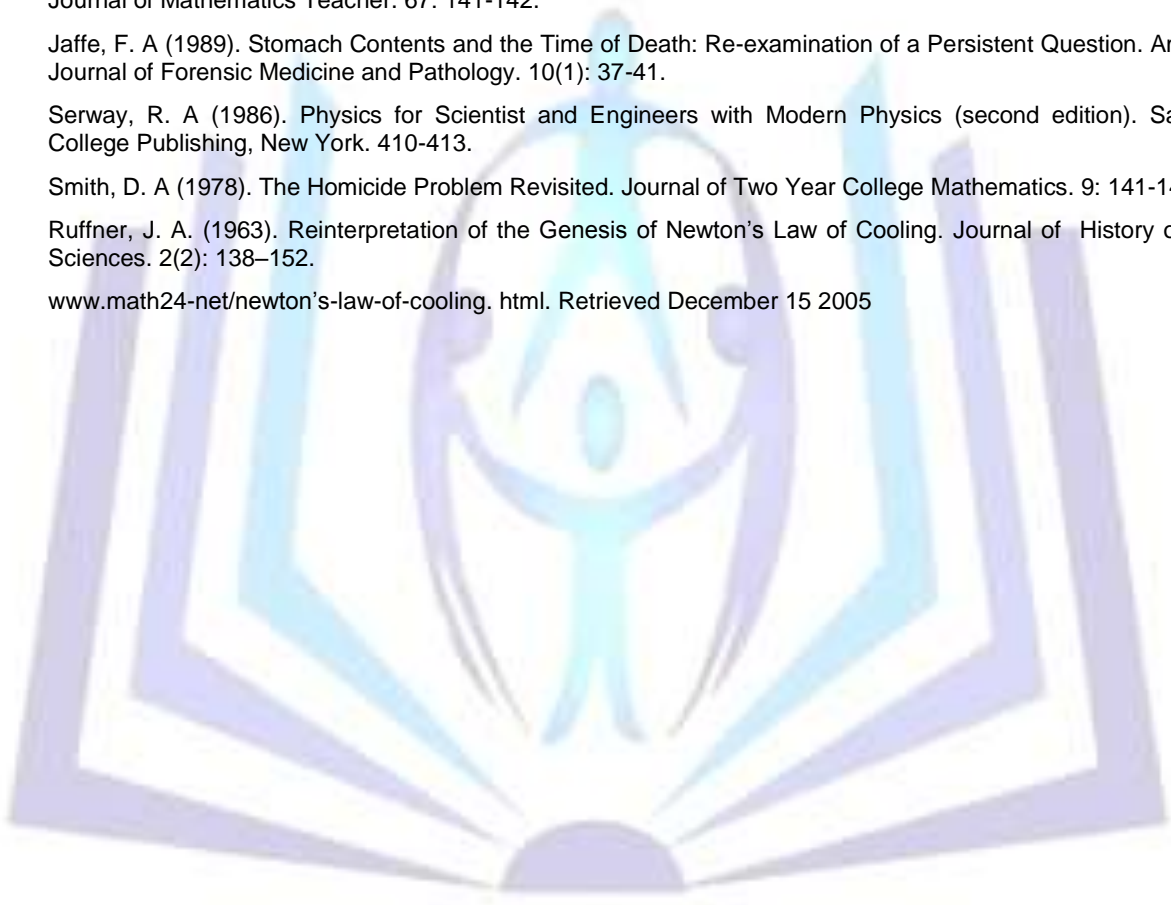 Journal of Mathematics Teacher. 67: 141-142.
Jaffe, F. A (1989). Stomach Contents and the Time of Death: Re-examination of a Persistent Question.
Journal of Forensic Medicine and Pathology. 10(1): 37-41.
Serway, R. A (1986). Physics for Scientist and Engineers with Modern Physics (second edition).
College Publishing, New York. 410-413.
Smith, D. A (1978). The Homicide Problem Revisited. Journal of Two Year College Mathematics. 9:
Ruffner, J. A. (1963). Reinterpretation of the Genesis of Newton’s Law of Cooling. Journal of History
Sciences. 2(2): 138–152.
www.math24-net/newton’s-law-of-cooling. html. Retrieved December 15 2005